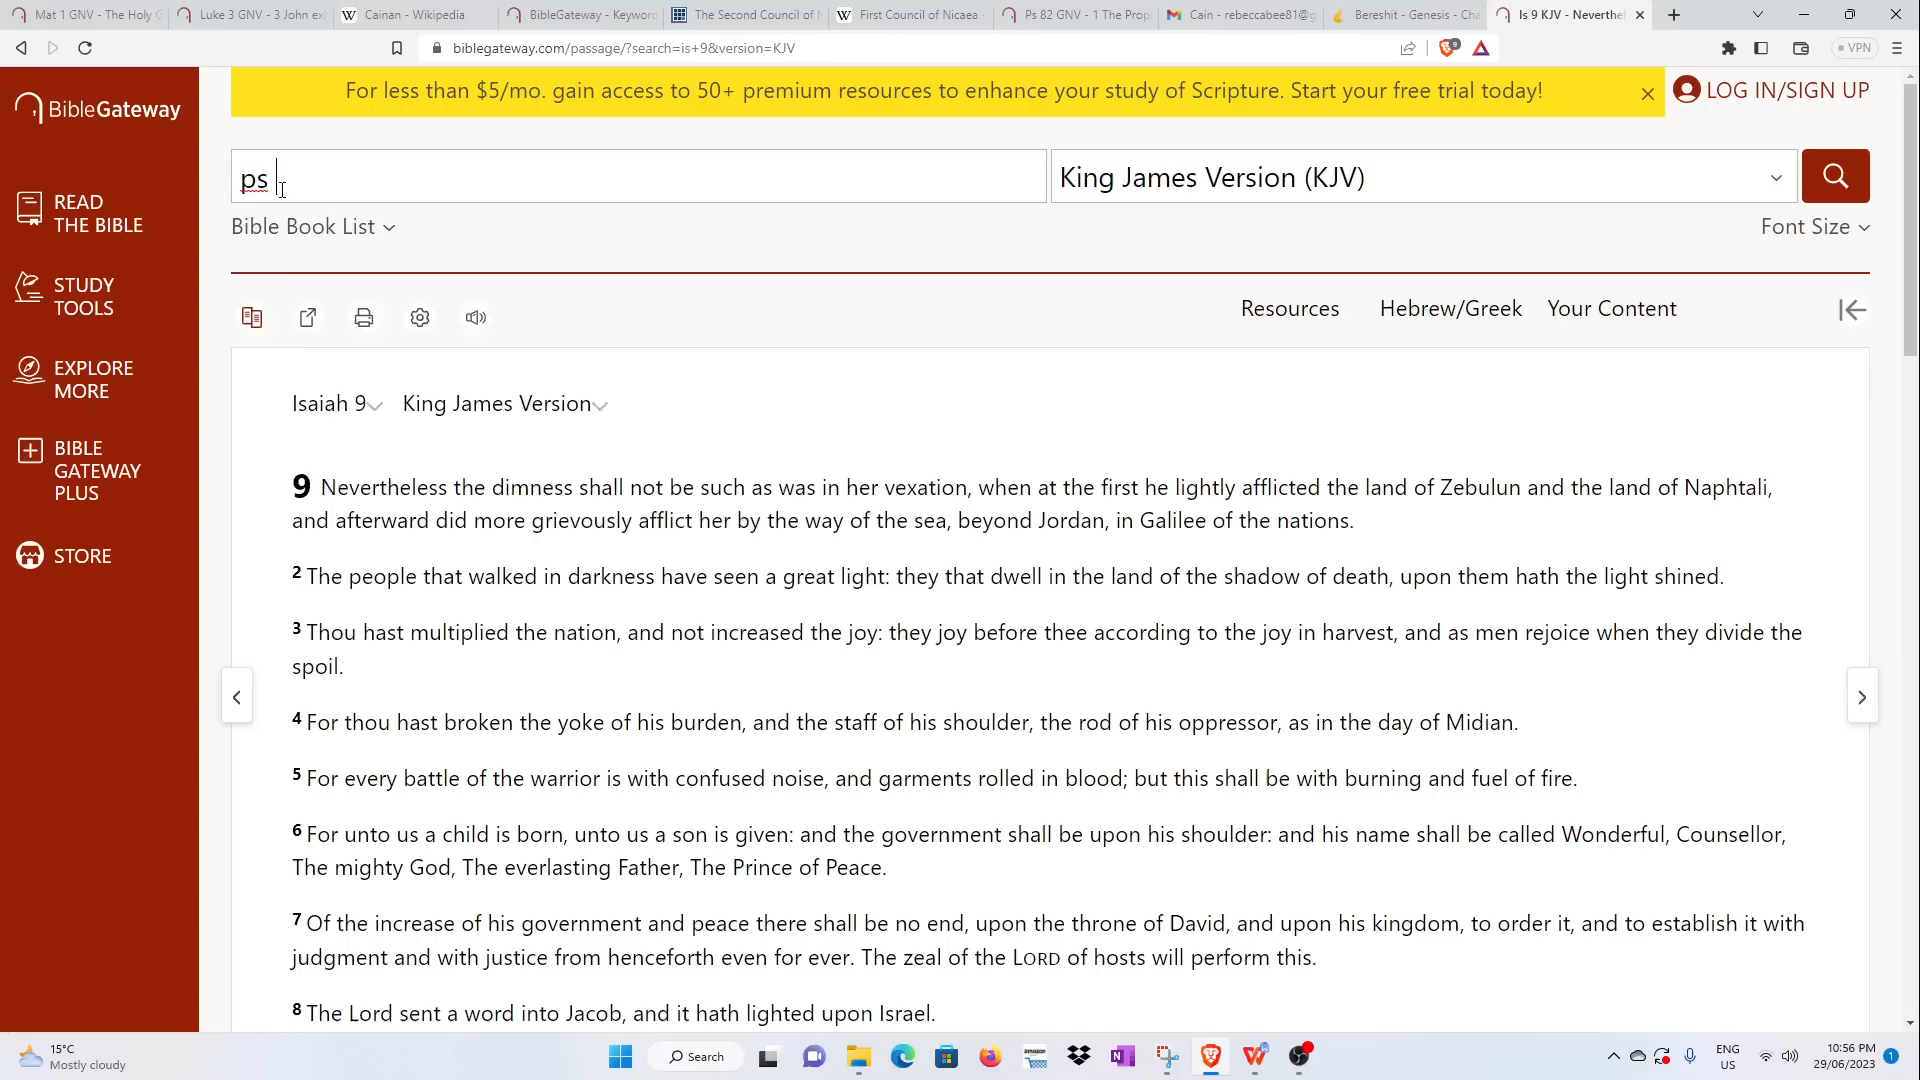 Mat 1 GNV - The Holy G
Luke 3 GNV - 3 John ex
Cainan - Wikipedia
BibleGateway - Keywor
The Second Council of
First Council of Nicaea -
Ps 82 GNV - 1 The Prop
Cain - rebeccabee81@g
Bereshit - Genesis - Cha
Is 9 KJV - Neverthel
biblegateway.com/passage/?search=is+9&version=KJV
9
VPN
For less than $5/mo. gain access to 50+ premium resources to enhance your study of Scripture. Start your free trial today!
LOG IN/SIGN UP
BibleGateway
ps
King James Version (KJV)
Bible Book List
Font Size
READ
THE BIBLE
STUDY
TOOLS
EXPLORE
MORE
BIBLE
GATEWAY
PLUS
STORE
Resources
Hebrew/Greek
Your Content
Isaiah 9
King James Version
9 Nevertheless the dimness shall not be such as was in her vexation, when at the first he lightly afflicted the land of Zebulun and the land of Naphtali,
and afterward did more grievously afflict her by the way of the sea, beyond Jordan, in Galilee of the nations.
2 The people that walked in darkness have seen a great light: they that dwell in the land of the shadow of death, upon them hath the light shined.
3 Thou hast multiplied the nation, and not increased the joy: they joy before thee according to the joy in harvest, and as men rejoice when they divide the
spoil.
4 For thou hast broken the yoke of his burden, and the staff of his shoulder, the rod of his oppressor, as in the day of Midian.
5 For every battle of the warrior is with confused noise, and garments rolled in blood; but this shall be with burning and fuel of fire.
6 For unto us a child is born, unto us a son is given: and the government shall be upon his shoulder: and his name shall be called Wonderful, Counsellor,
The mighty God, The everlasting Father, The Prince of Peace.
7 Of the increase of his government and peace there shall be no end, upon the throne of David, and upon his kingdom, to order it, and to establish it with
judgment and with justice from henceforth even for ever. The zeal of the LORD of hosts will perform this.
8 The Lord sent a word into Jacob, and it hath lighted upon Israel.
15°C
Mostly cloudy
Search
amazon
ENG
US
10:56 PM
29/06/2023
1